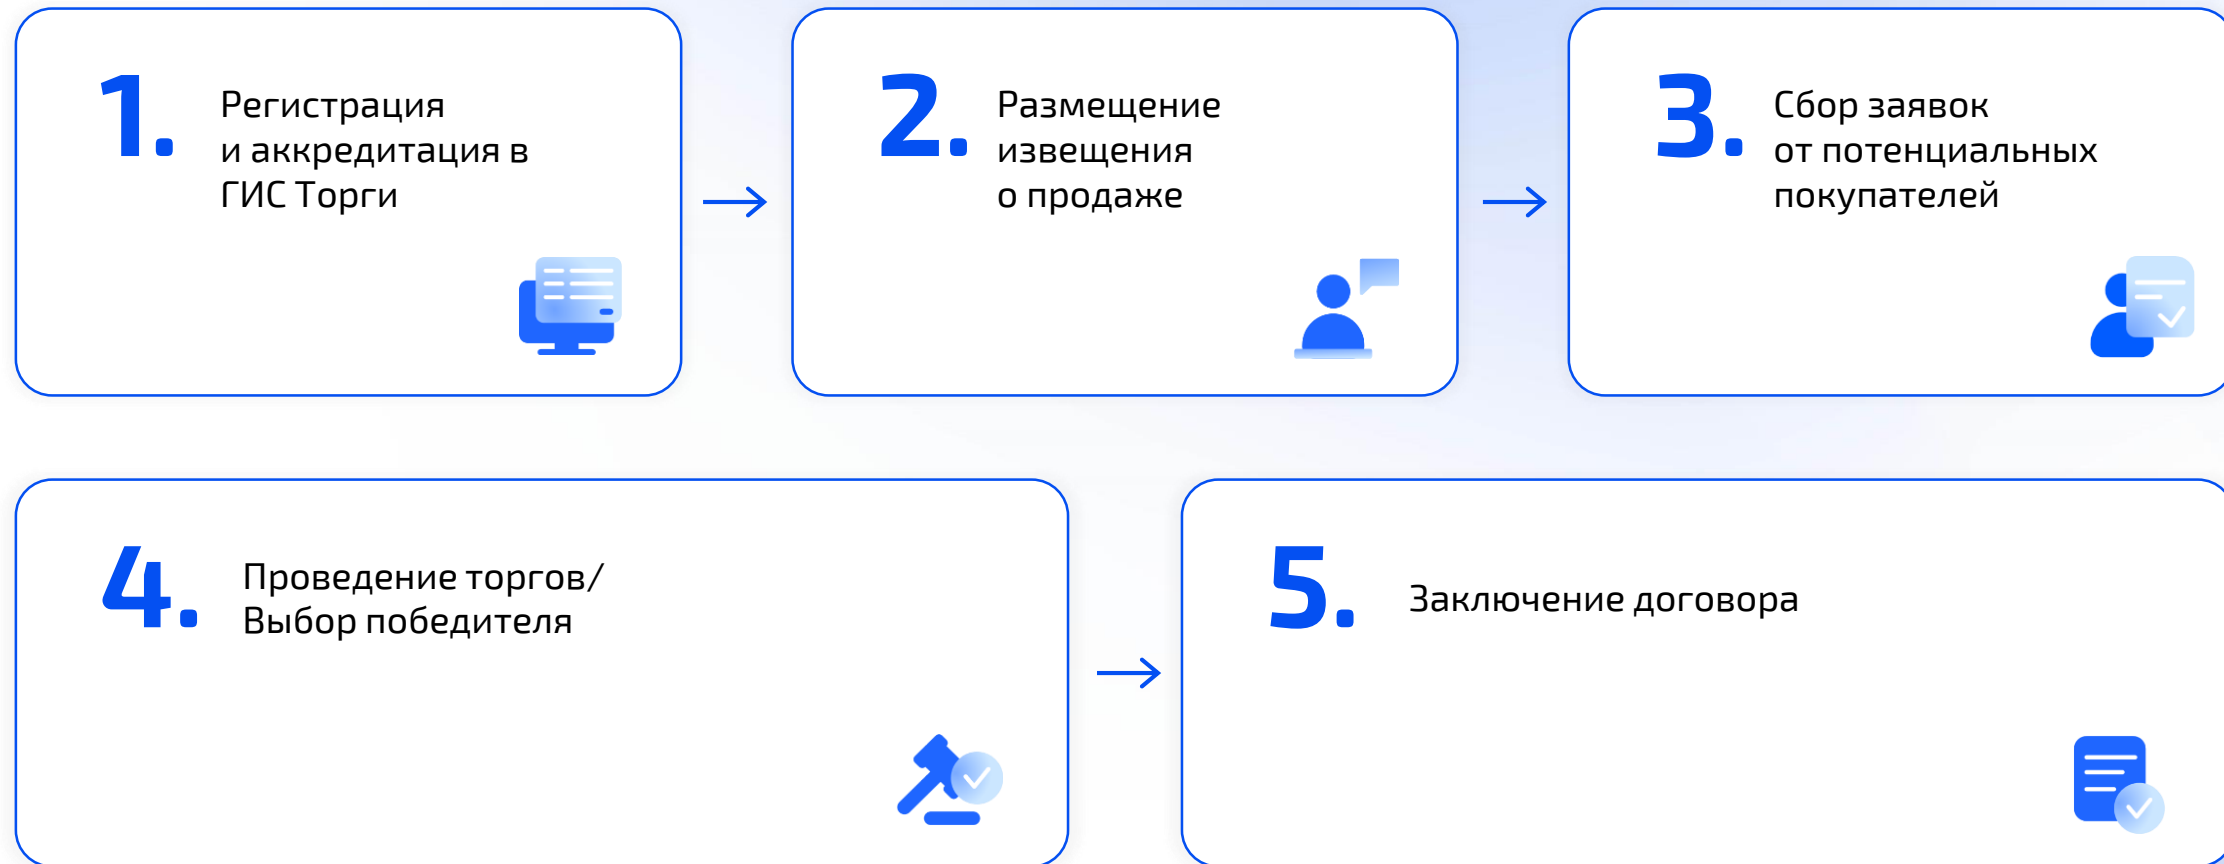 1.
Регистрация
и аккредитация в
ГИС Торги
2.
Размещение
извещения
о продаже
3.
Сбор заявок
от потенциальных
покупателей
4.
Проведение торгов/
Выбор победителя
5.
Заключение договора